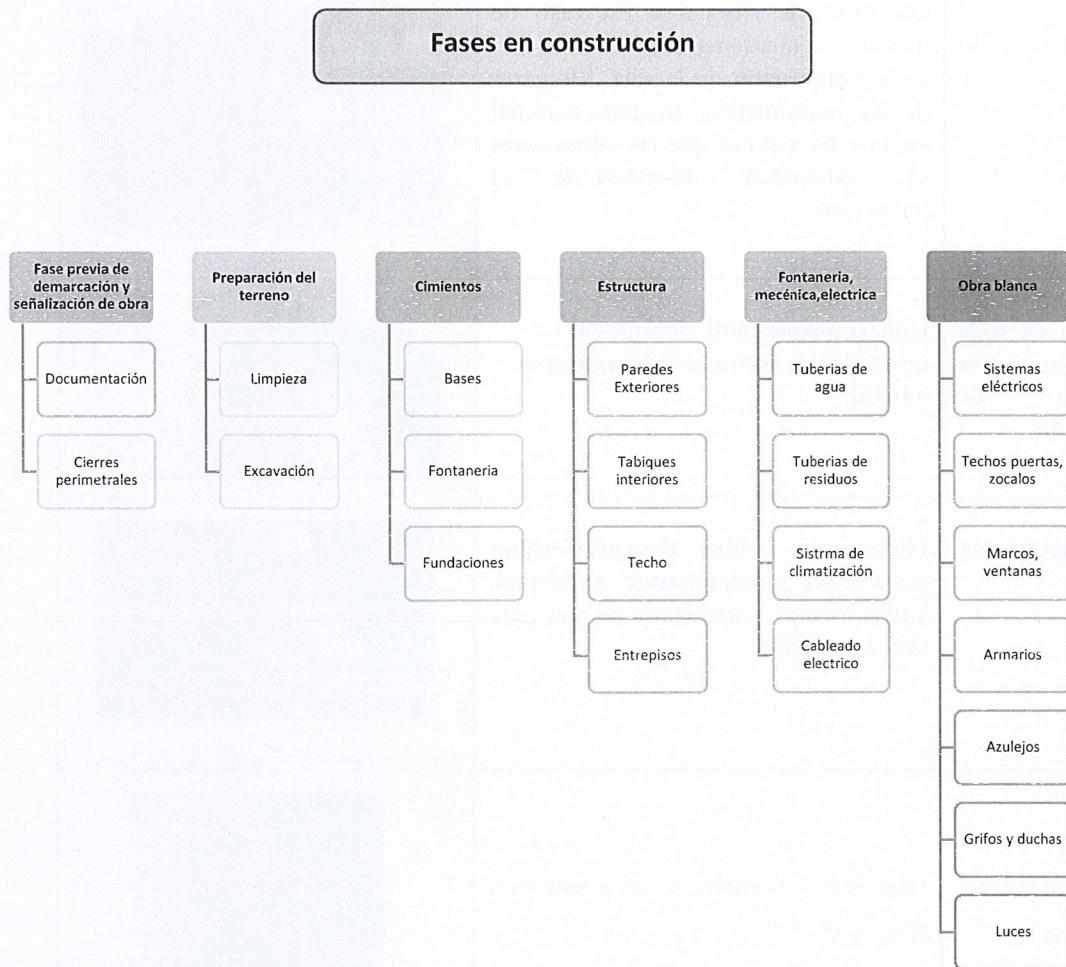 Fases en construcción
Fase previa de
demarcación y
señalización de obra
Documentación
Cierres
perimetrales
Preparación del
terreno
Limpieza
Excavación
Cimientos
Bases
Fontaneria
Fundaciones
Estructura
Paredes
Exteriores
Tabiques
interiores
Techo
Entrepisos
Fontaneria,
mecénica,electrica
Tuberias de
agua
Tuberias de
residuos
Sistrma de
climatización
Cableado
electrico
Obra blanca
Sistemas
eléctricos
Techos puertas,
zocalos
Marcos,
ventanas
Armarios
Azulejos
Grifos y duchas
Luces